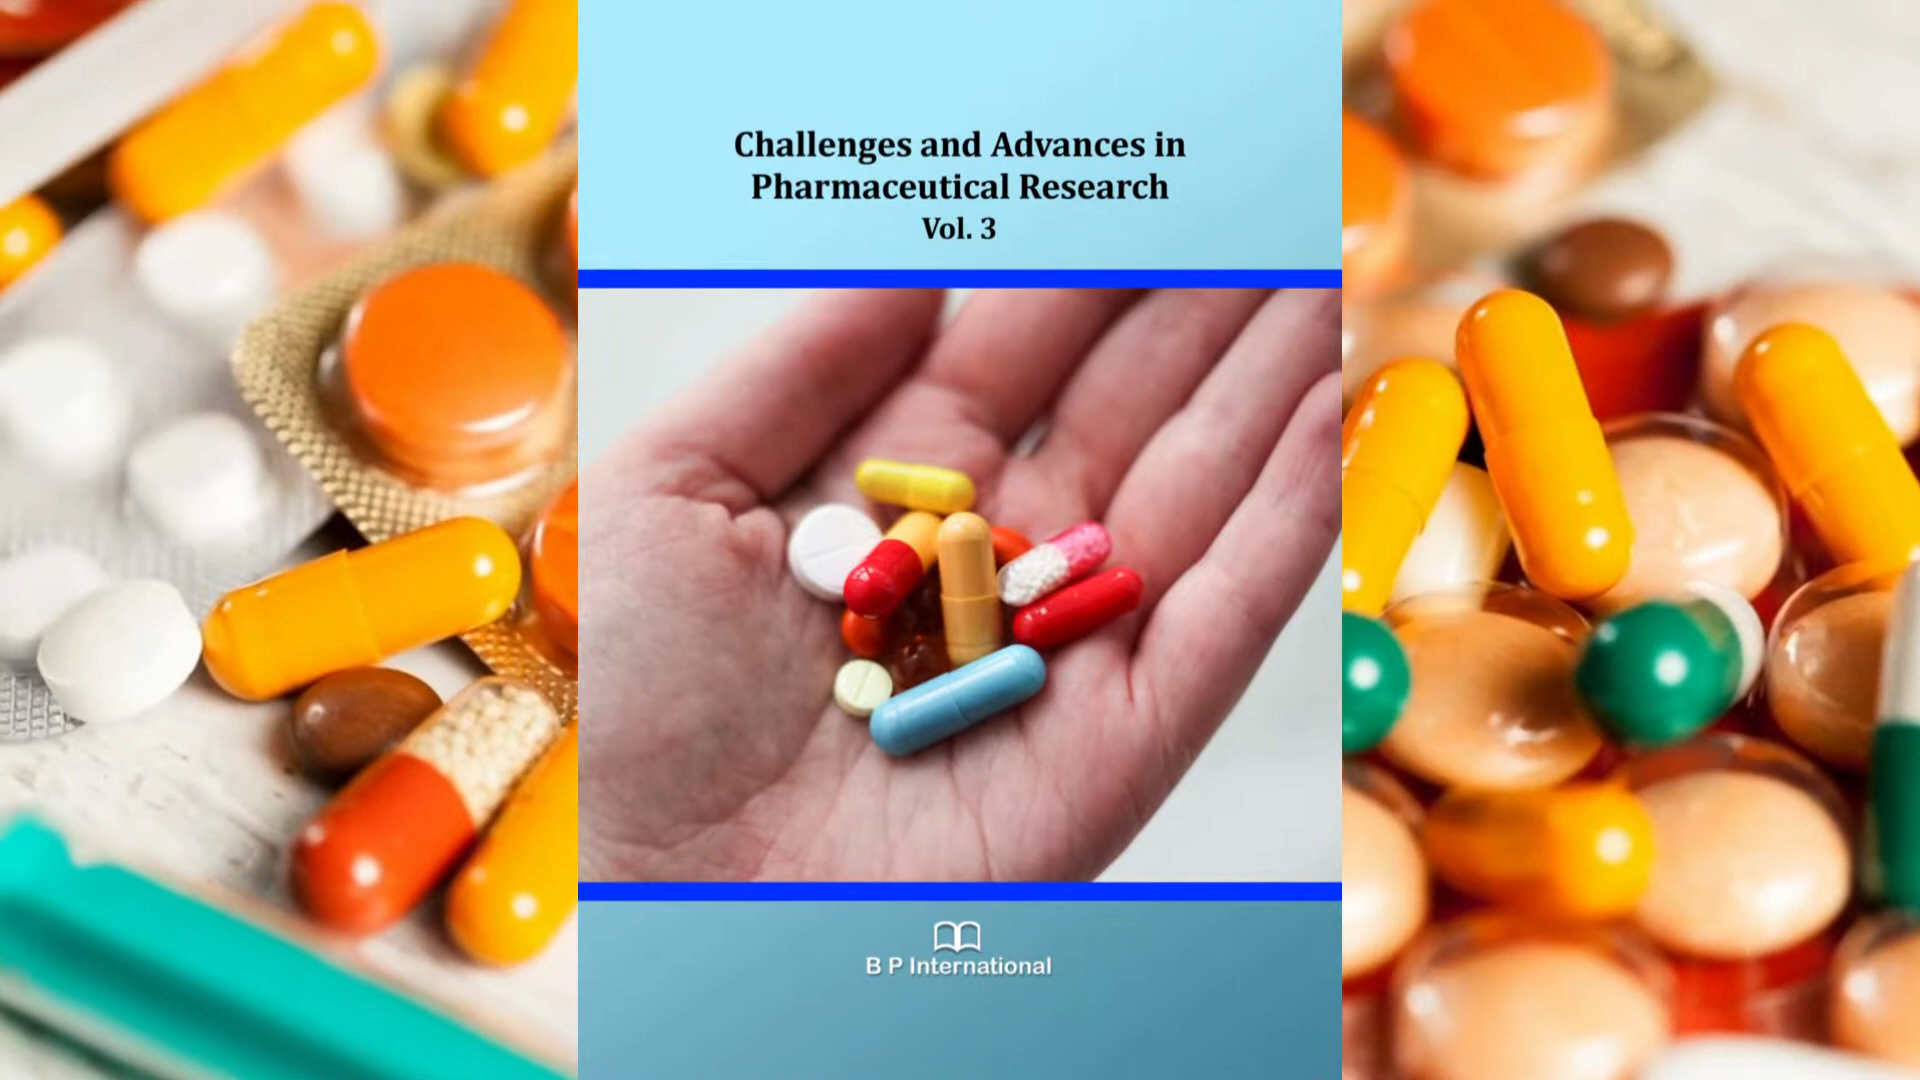 Challenges and Advances in
Pharmaceutical Research
Vol. 3
B P International